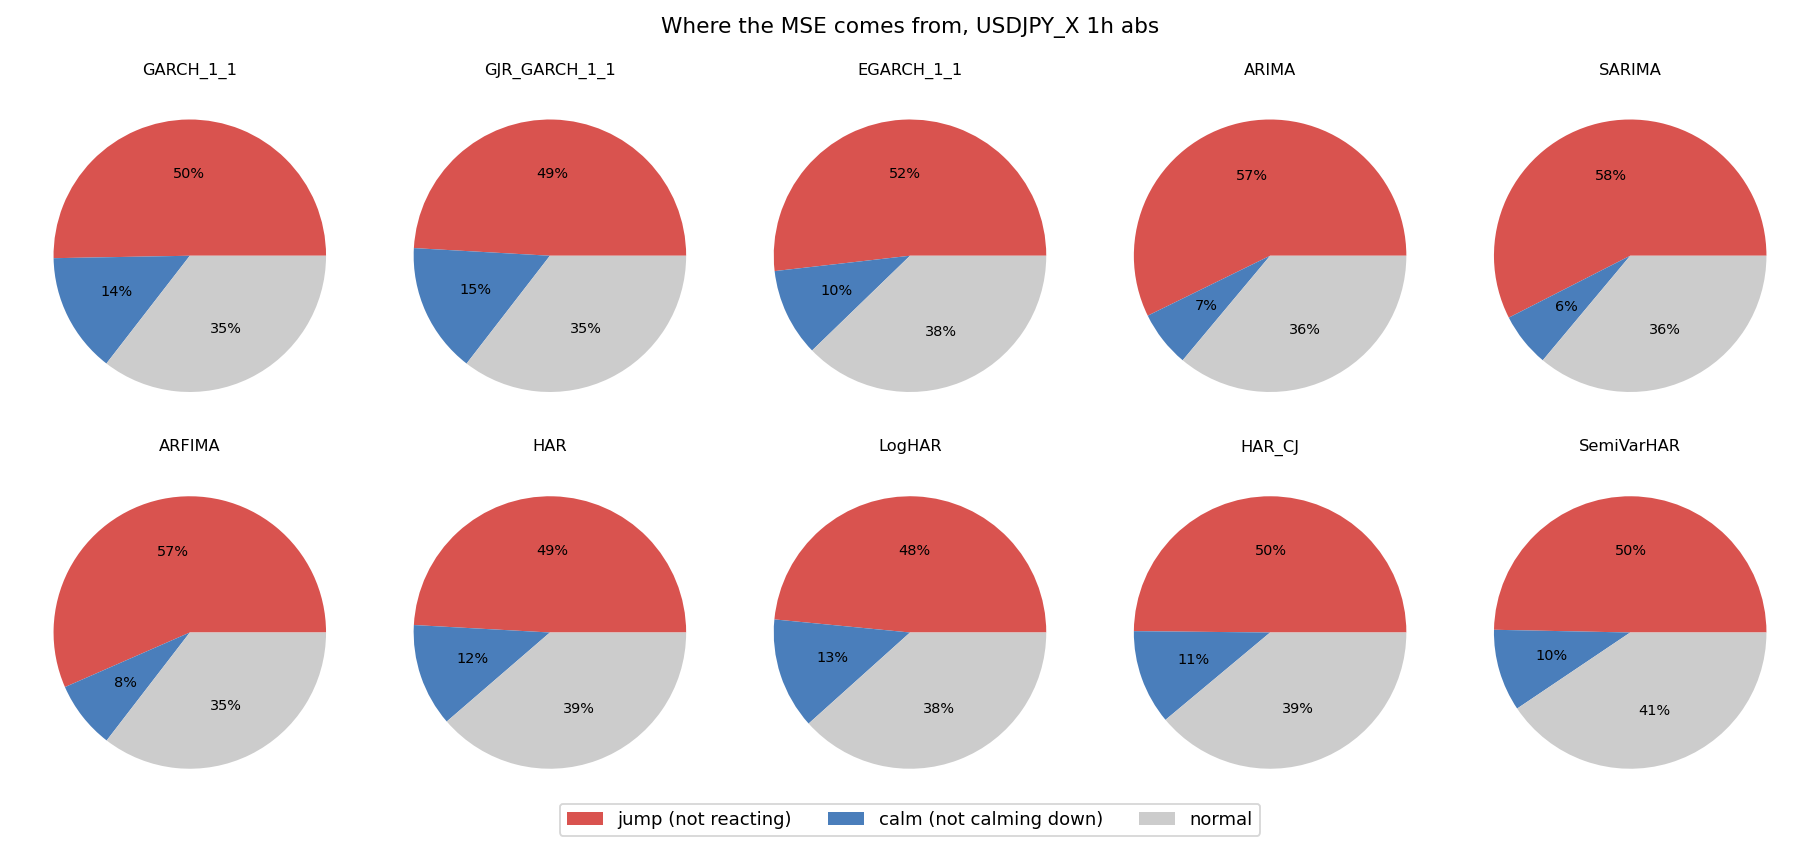 Where the MSE comes from, USDJPY_X 1h abs
GARCH_1_1
GJR_GARCH_1_1
EGARCH_1_1
ARIMA
SARIMA
50%
14%
35%
49%
15%
35%
52%
10%
38%
57%
7%
36%
58%
6%
36%
ARFIMA
HAR
LogHAR
HAR_CJ
SemiVarHAR
57%
8%
35%
49%
12%
39%
48%
13%
38%
50%
11%
39%
50%
10%
41%
jump (not reacting)
calm (not calming down)
normal